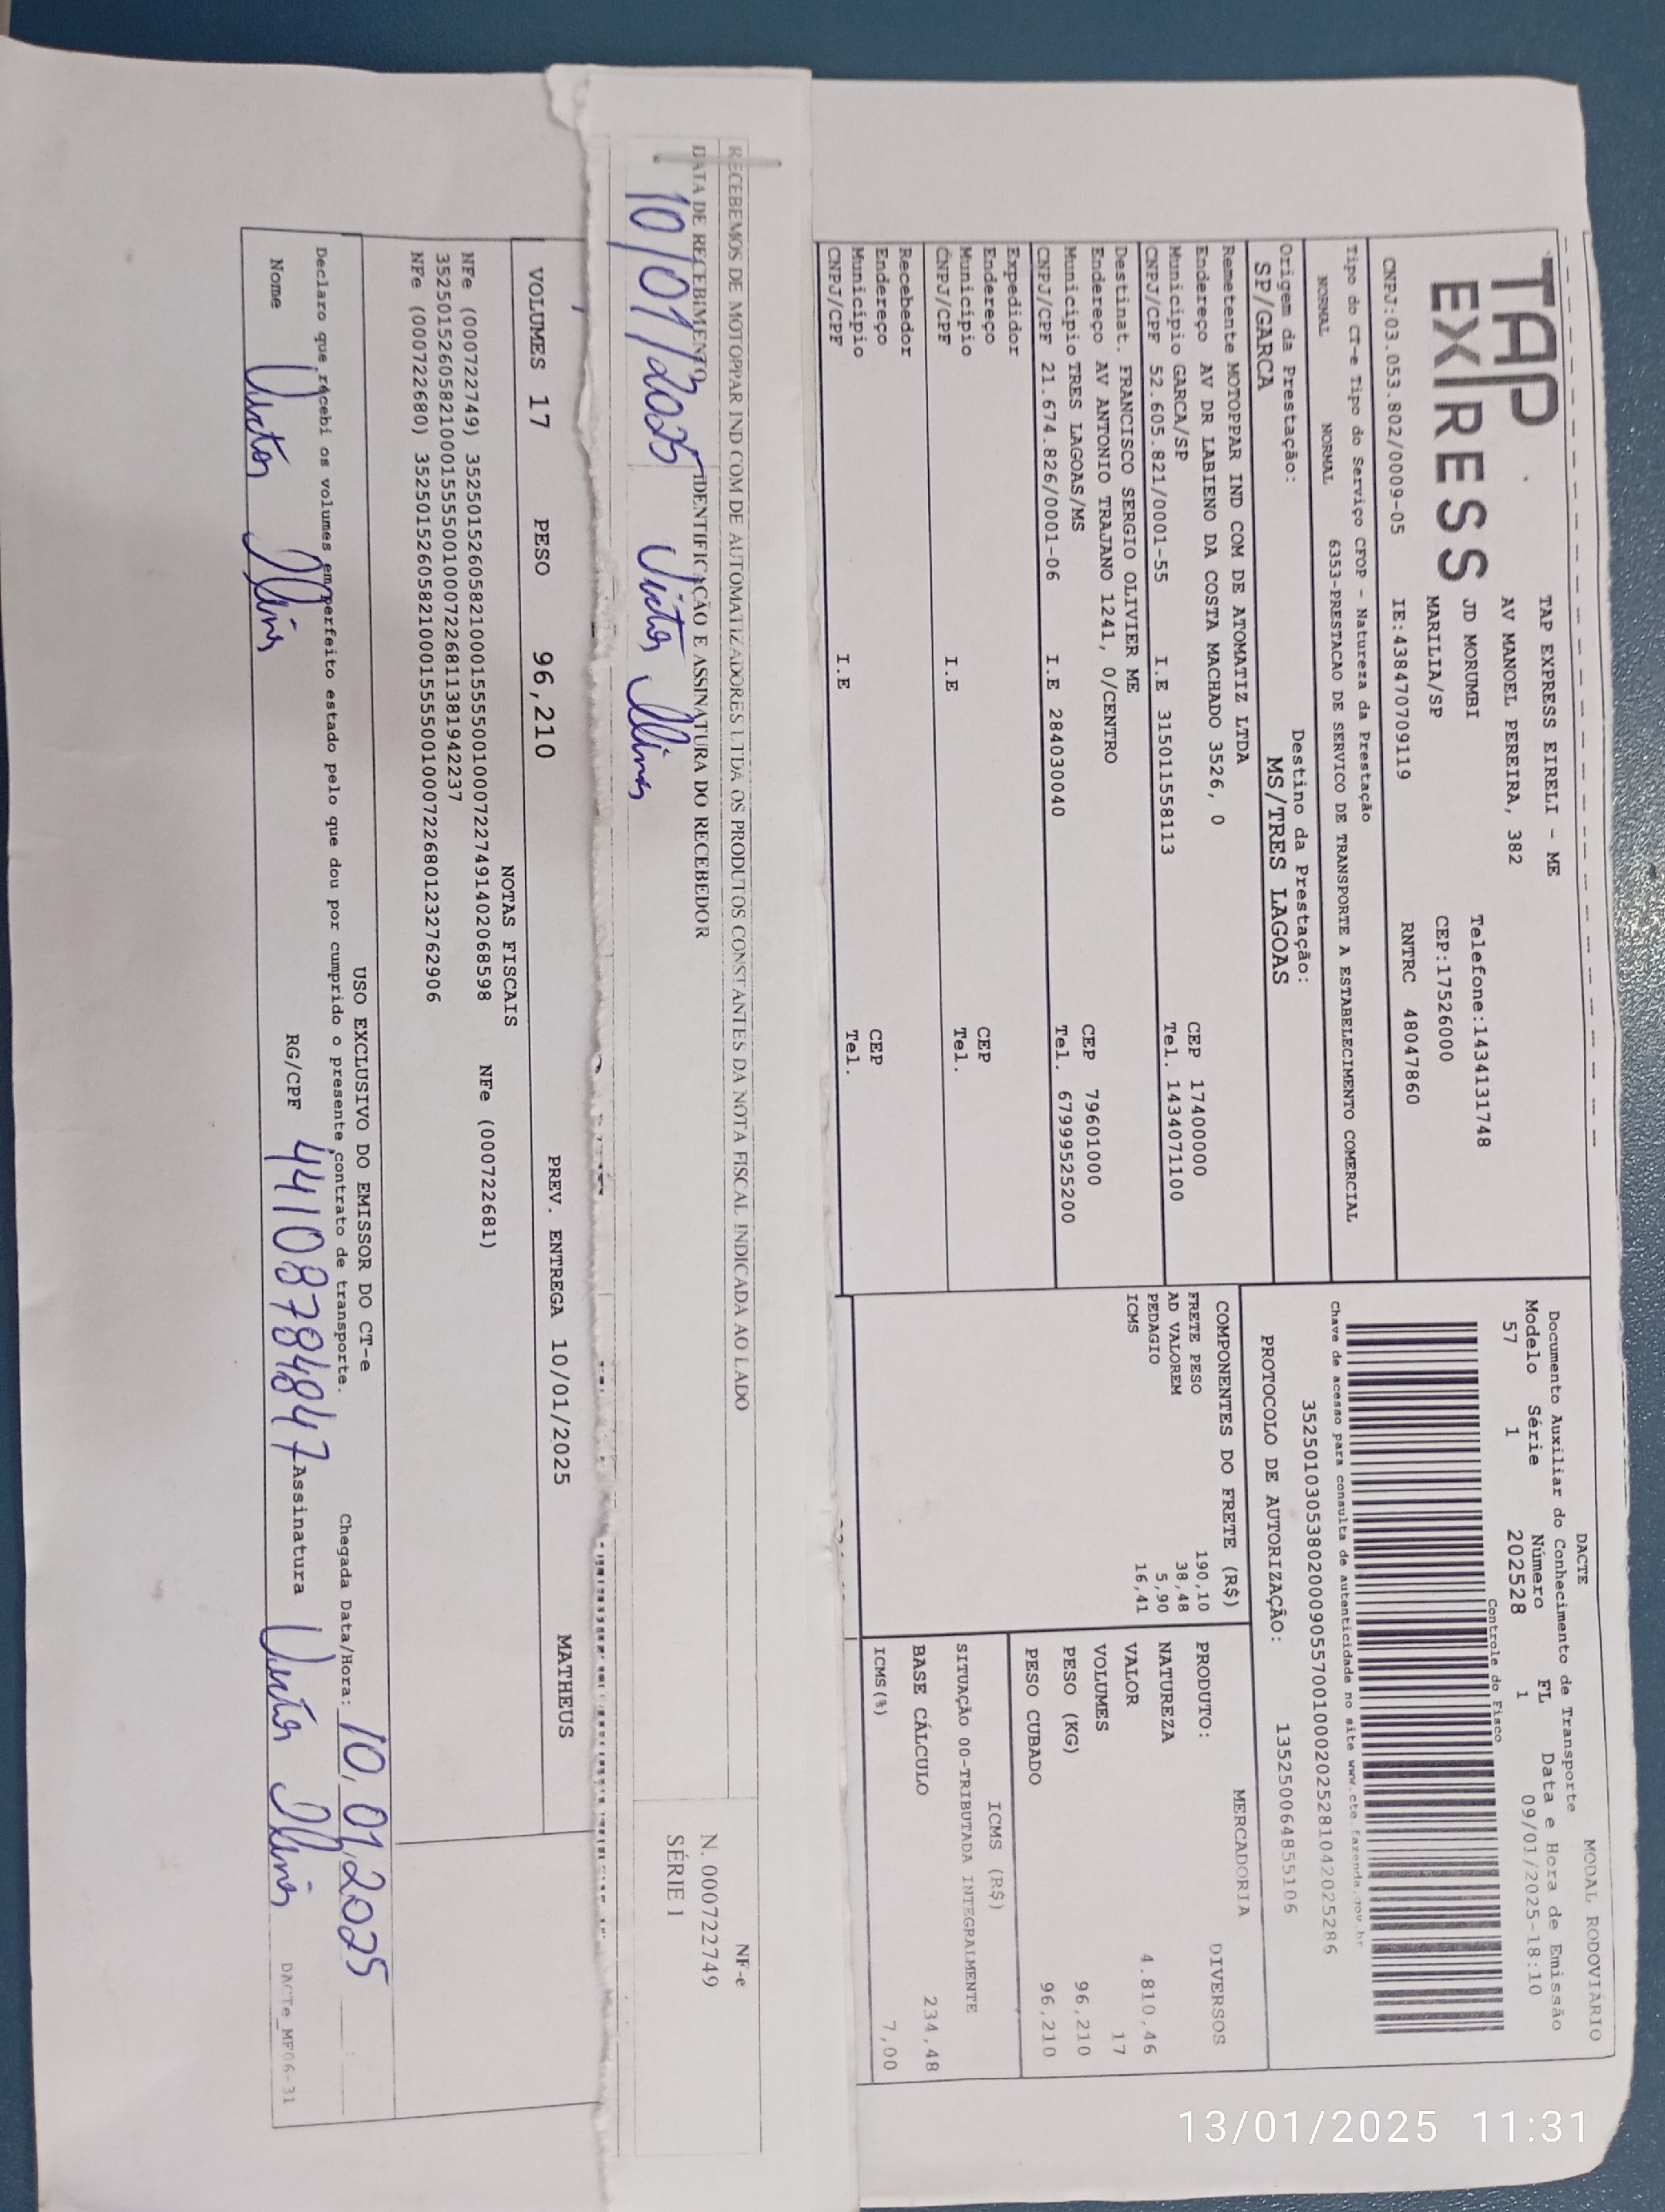 MODAL RODOVIARIO
DACTE
Documento Auxiliar do Conhecimento de Transporte
Modelo Série Número FL Data e Hora de Emissão
57 1 202528 1 09/01/2025-18:10
Controle do Fisco
TAP EXPRESS
TAP EXPRESS EIRELI - ME
AV MANOEL PEREIRA, 382
JD MORUMBI Telefone:1434131748
MARILIA/SP CEP:17526000
CNPJ:03.053.802/0009-05 IE:438470709119 RNTRC 48047860
Chave de acesso para consulta de autenticidade no site www.cte.fazenda.gov.br
35250103053802000905570010002025281042025286
Tipo do CT-e Tipo do Serviço CFOP - Natureza da Prestação
NORMAL NORMAL 6353-PRESTACAO DE SERVICO DE TRANSPORTE A ESTABELECIMENTO COMERCIAL
PROTOCOLO DE AUTORIZAÇÃO: 135250064855106
Origem da Prestação: Destino da Prestação:
SP/GARCA MS/TRES LAGOAS
Remetente MOTOPPAR IND COM DE ATOMATIZ LTDA
Endereço AV DR LABIENO DA COSTA MACHADO 3526, 0 CEP 17400000
Municipio GARCA/SP Tel. 1434071100
CNPJ/CPF 52.605.821/0001-55 I.E 315011558113
Destinat. FRANCISCO SERGIO OLIVIER ME
Endereço AV ANTONIO TRAJANO 1241, 0/CENTRO CEP 79601000
Municipio TRES LAGOAS/MS Tel. 67999525200
CNPJ/CPF 21.674.826/0001-06 I.E 284030040
Expedidor
Endereço CEP
Municipio Tel.
CNPJ/CPF I.E
Recebedor
Endereço CEP
Municipio Tel.
CNPJ/CPF I.E
COMPONENTES DO FRETE (R$)
FRETE PESO 190,10
AD VALOREM 38,48
PEDAGIO 5,90
ICMS 16,41
MERCADORIA
PRODUTO: DIVERSOS
NATUREZA
VALOR 4.810,46
VOLUMES 17
PESO (KG) 96,210
PESO CUBADO 96,210
ICMS (R$)
SITUAÇÃO 00-TRIBUTADA INTEGRALMENTE
BASE CÁLCULO 234,48
ICMS(%) 7,00
RECEBEMOS DE MOTOPPAR IND COM DE AUTOMATIZADORES LTDA OS PRODUTOS CONSTANTES DA NOTA FISCAL INDICADA AO LADO
NF-e
N. 000722749
SÉRIE 1
DATA DE RECEBIMENTO IDENTIFICAÇÃO E ASSINATURA DO RECEBEDOR
10/01/2025 Victor
VOLUMES 17 PESO 96,210 PREV. ENTREGA 10/01/2025 MATHEUS
NOTAS FISCAIS
NFe (000722749) 35250152605821000155550010007227491402068598 NFe (000722681)
35250152605821000155550010007226811381942237
NFe (000722680) 35250152605821000155550010007226801232762906
USO EXCLUSIVO DO EMISSOR DO CT-e
Declaro que recebi os volumes em perfeito estado pelo que dou por cumprido o presente contrato de transporte.
Chegada Data/Hora: 10,01,2025
Nome Victor RG/CPF 44108784847 Assinatura Victor
DACTe_MF06-31
13/01/2025 11:31